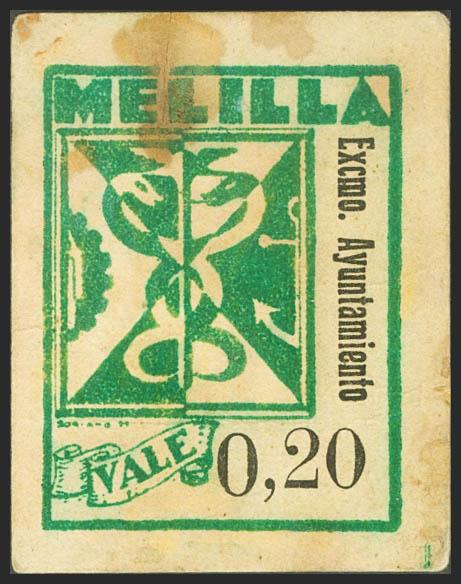 MELILLA
Excmo. Ayuntamiento
VALE
0,20